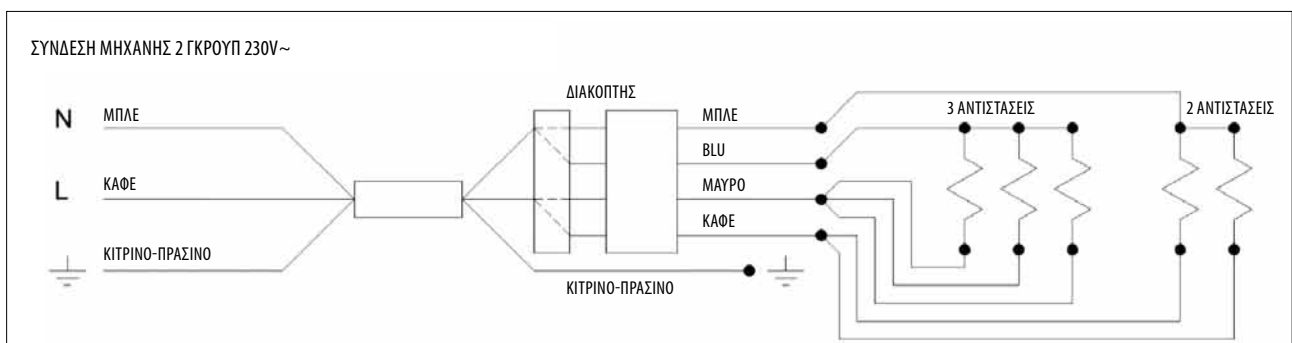 ΣΥΝΔΕΣΗ ΜΗΧΑΝΗΣ 2 ΓΚΡΟΥΠ 230V~
ΔΙΑΚΟΠΤΗΣ
N
ΜΠΛΕ
ΜΠΛΕ
3 ΑΝΤΙΣΤΑΣΕΙΣ
2 ΑΝΤΙΣΤΑΣΕΙΣ
BLU
L
ΚΑΦΕ
ΜΑΥΡΟ
ΚΑΦΕ
ΚΙΤΡΙΝΟ-ΠΡΑΣΙΝΟ
ΚΙΤΡΙΝΟ-ΠΡΑΣΙΝΟ